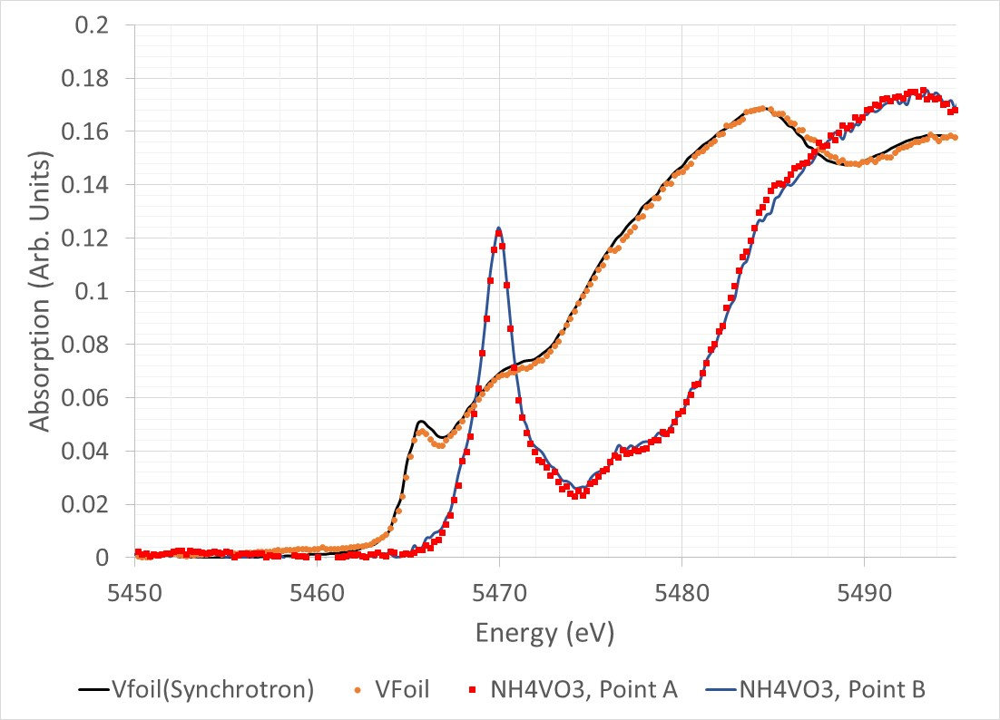 0.2
0.18
0.16
0.14
0.12
0.1
0.08
0.06
0.04
0.02
0
Absorption (Arb. Units)
5450 5460 5470 5480 5490
Energy (eV)
Vfoil(Synchrotron) VFoil NH4VO3, Point A NH4VO3, Point B